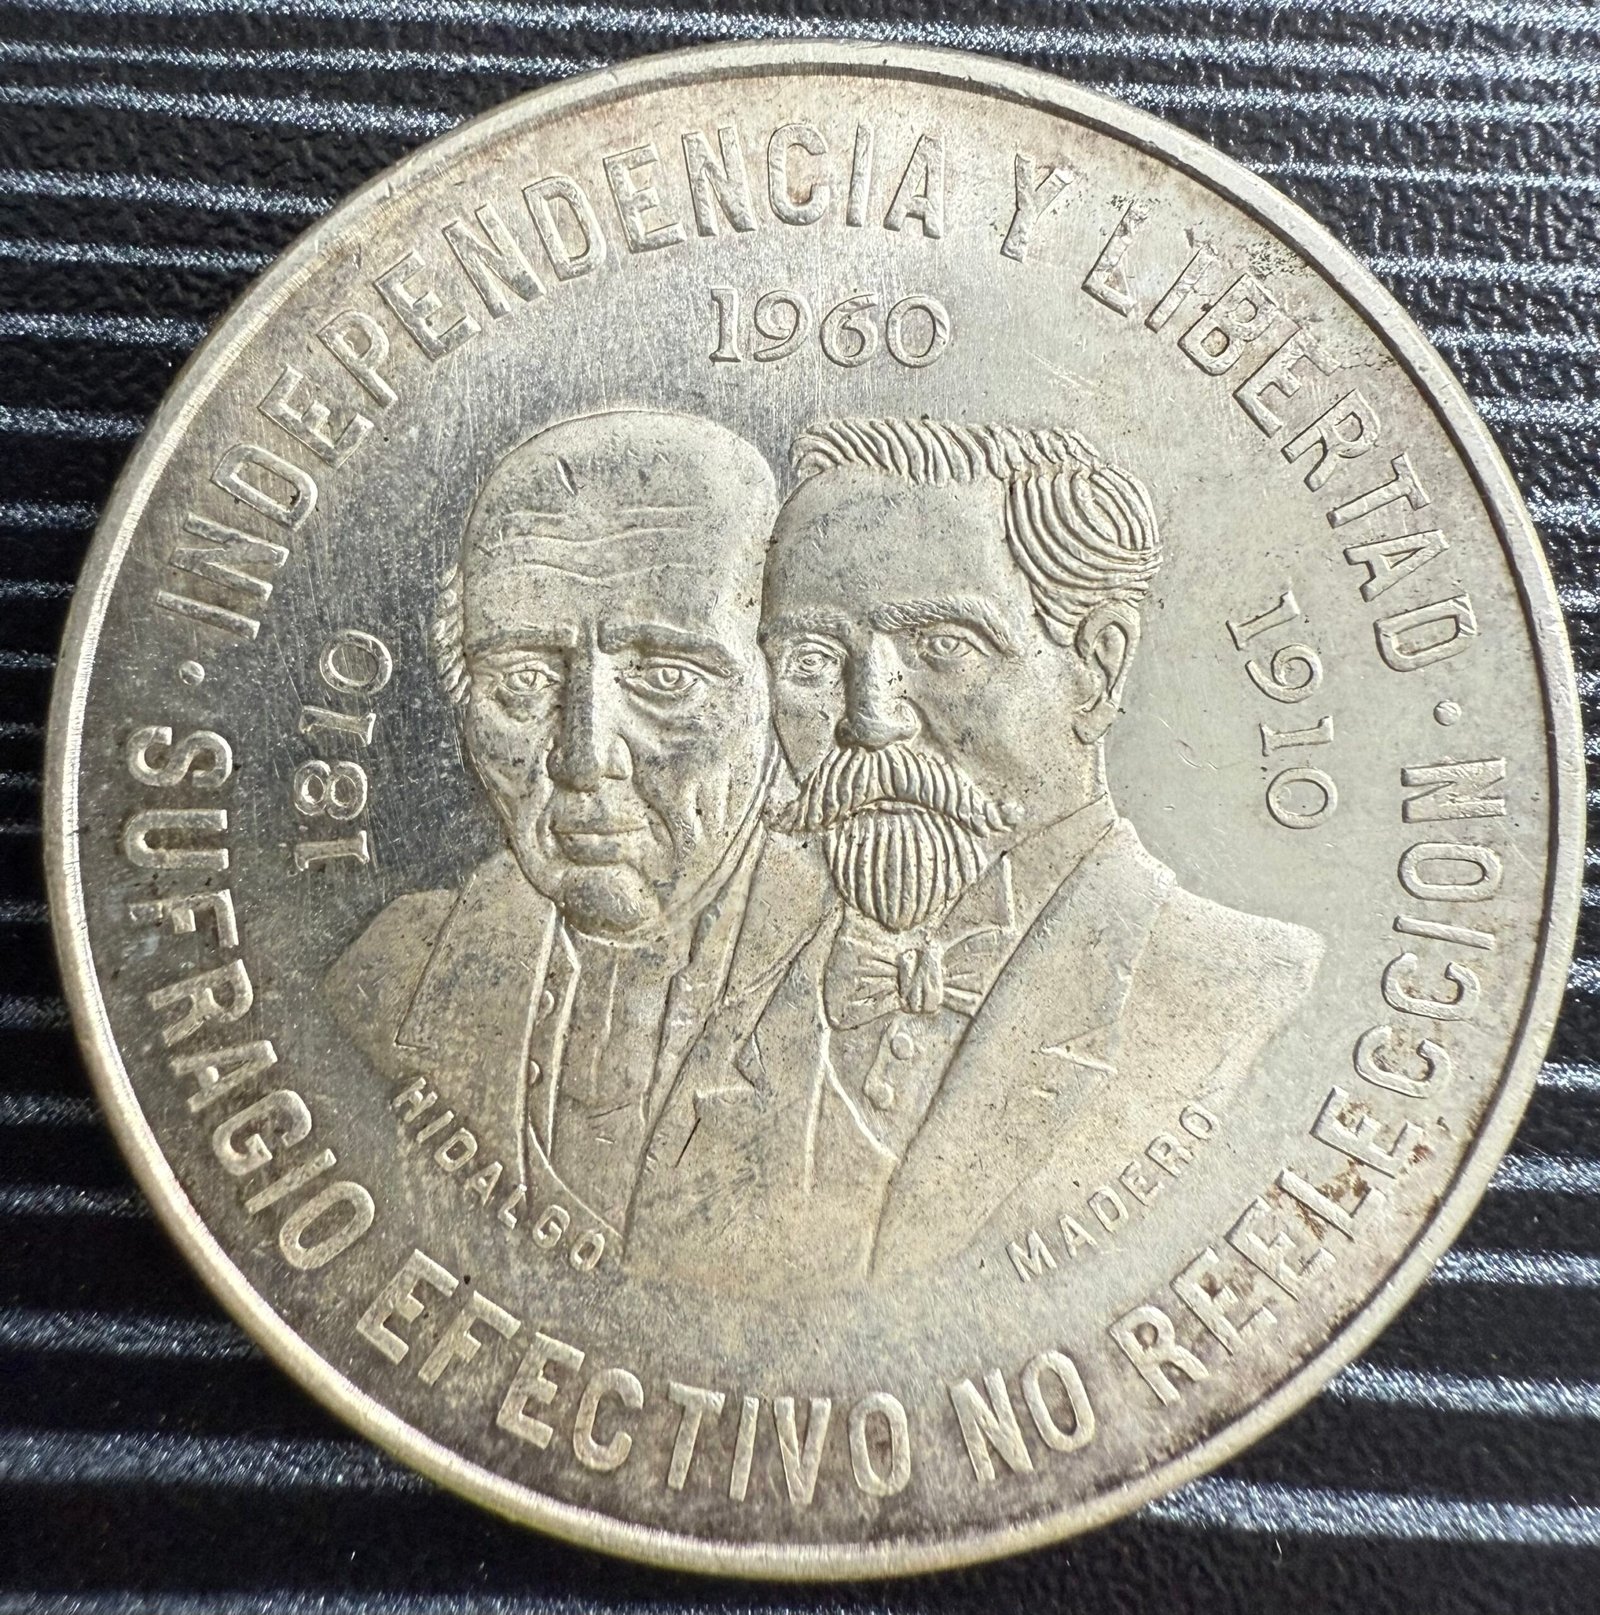 · INDEPENDENCIA Y LIBERTAD ·
1960
1810
1910
HIDALGO
MADERO
SUFRAGIO EFECTIVO NO REELECCION